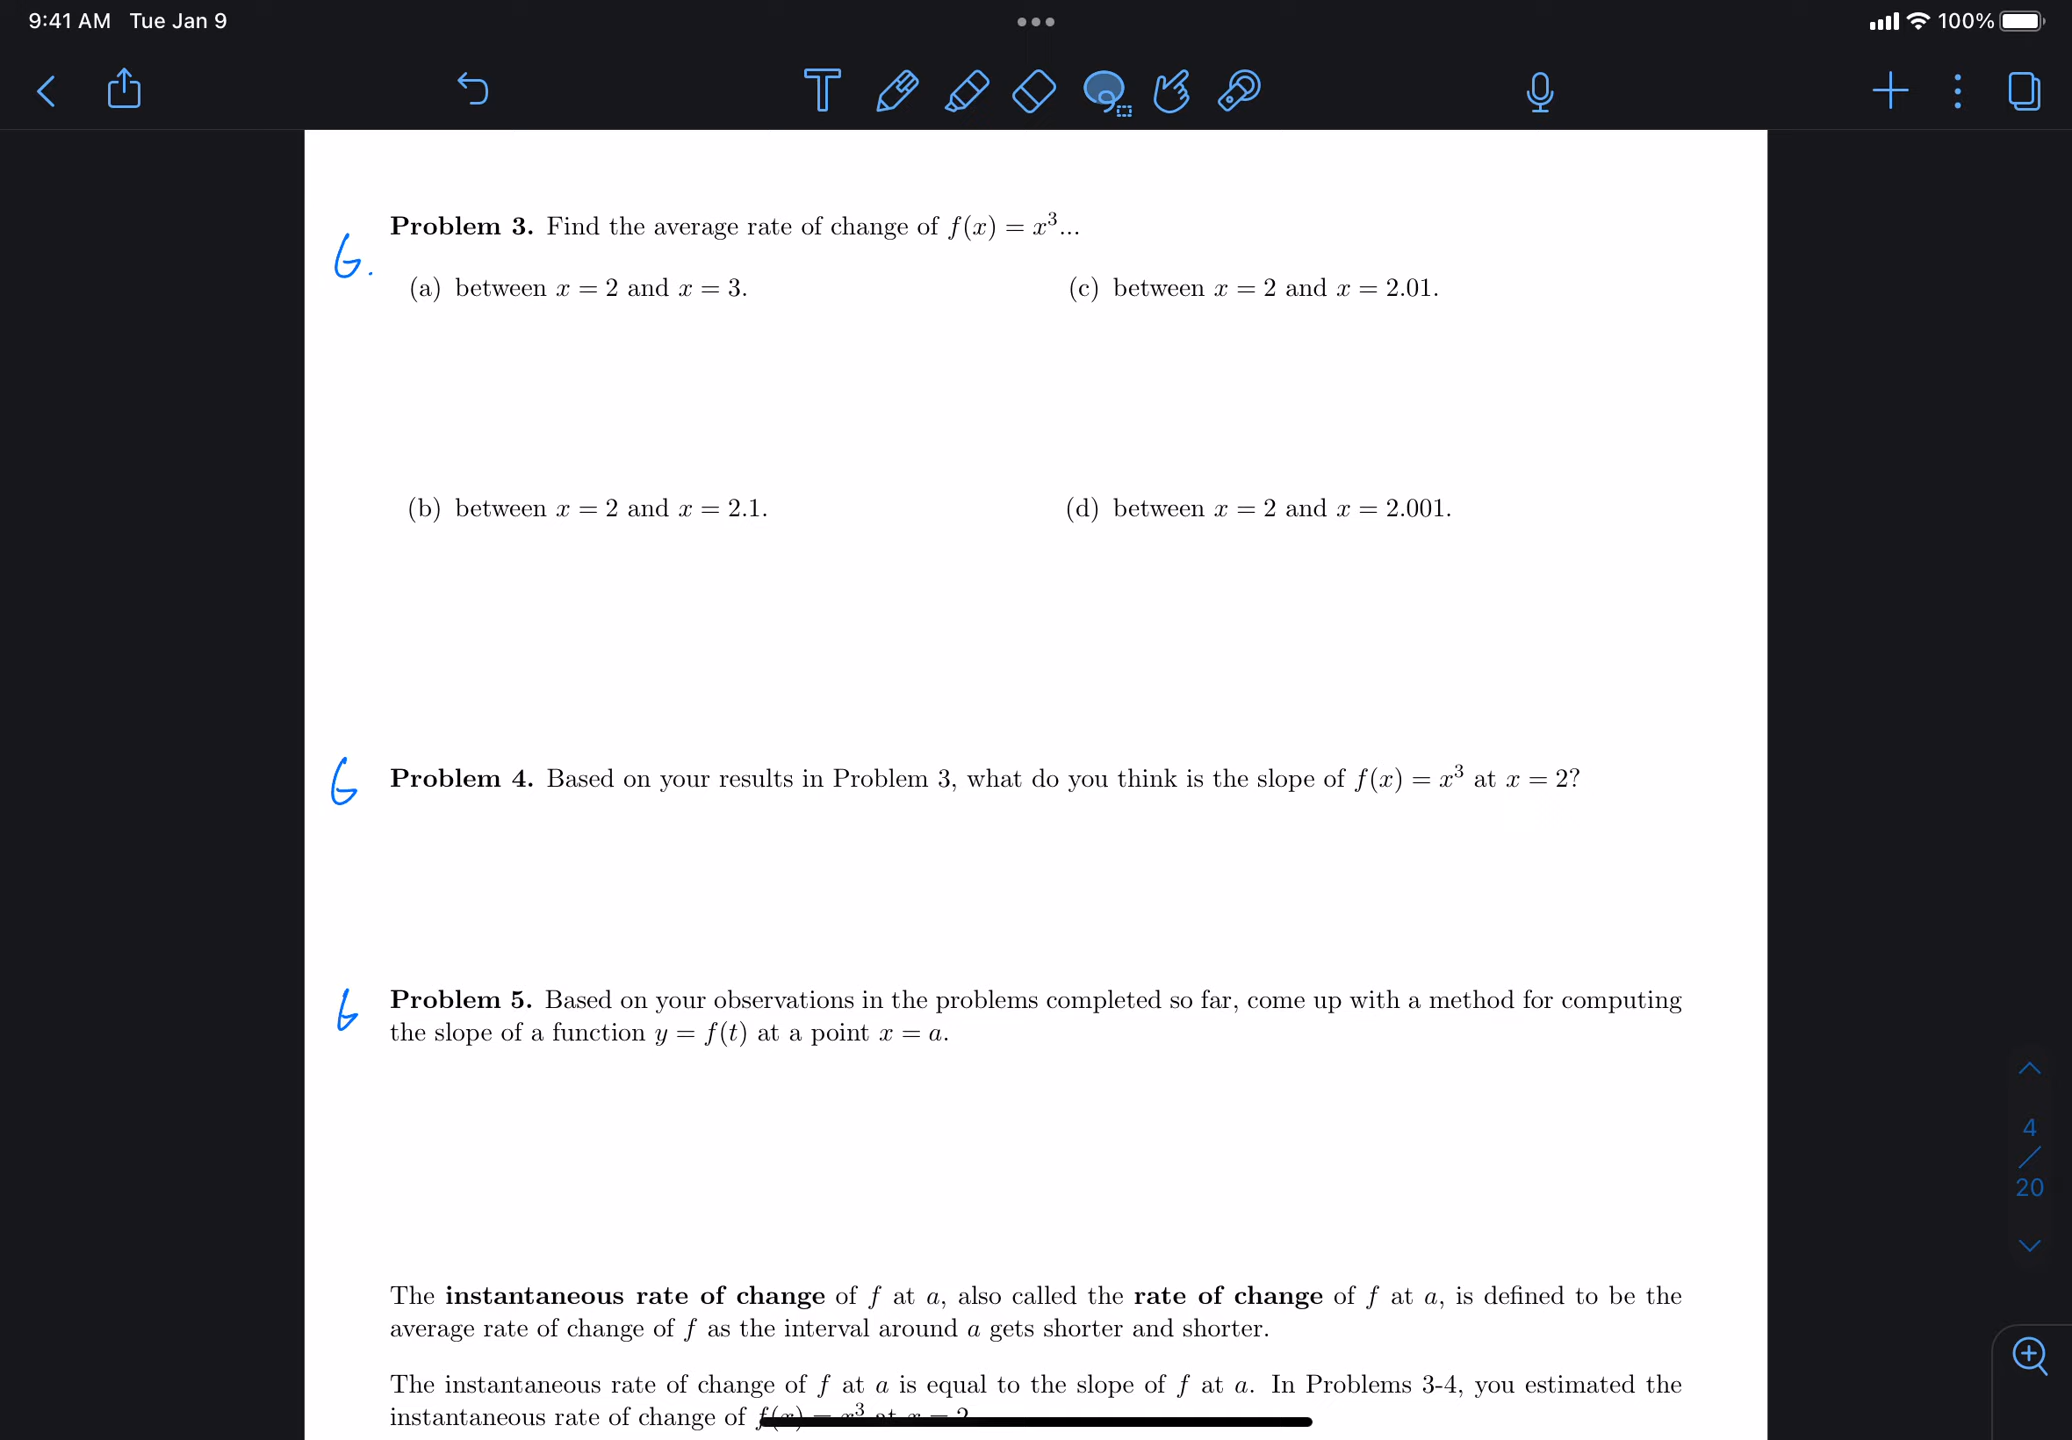 9:41 AM Tue Jan 9
100%
Problem 3. Find the average rate of change of f(x) = x³...
G.
(a) between x = 2 and x = 3.
(c) between x = 2 and x = 2.01.
(b) between x = 2 and x = 2.1.
(d) between x = 2 and x = 2.001.
G Problem 4. Based on your results in Problem 3, what do you think is the slope of f(x) = x³ at x = 2?
G Problem 5. Based on your observations in the problems completed so far, come up with a method for computing
the slope of a function y = f(t) at a point x = a.
4
/
20
The instantaneous rate of change of f at a, also called the rate of change of f at a, is defined to be the
average rate of change of f as the interval around a gets shorter and shorter.
The instantaneous rate of change of f at a is equal to the slope of f at a. In Problems 3-4, you estimated the
instantaneous rate of change of f(x) = x³ at x = 2